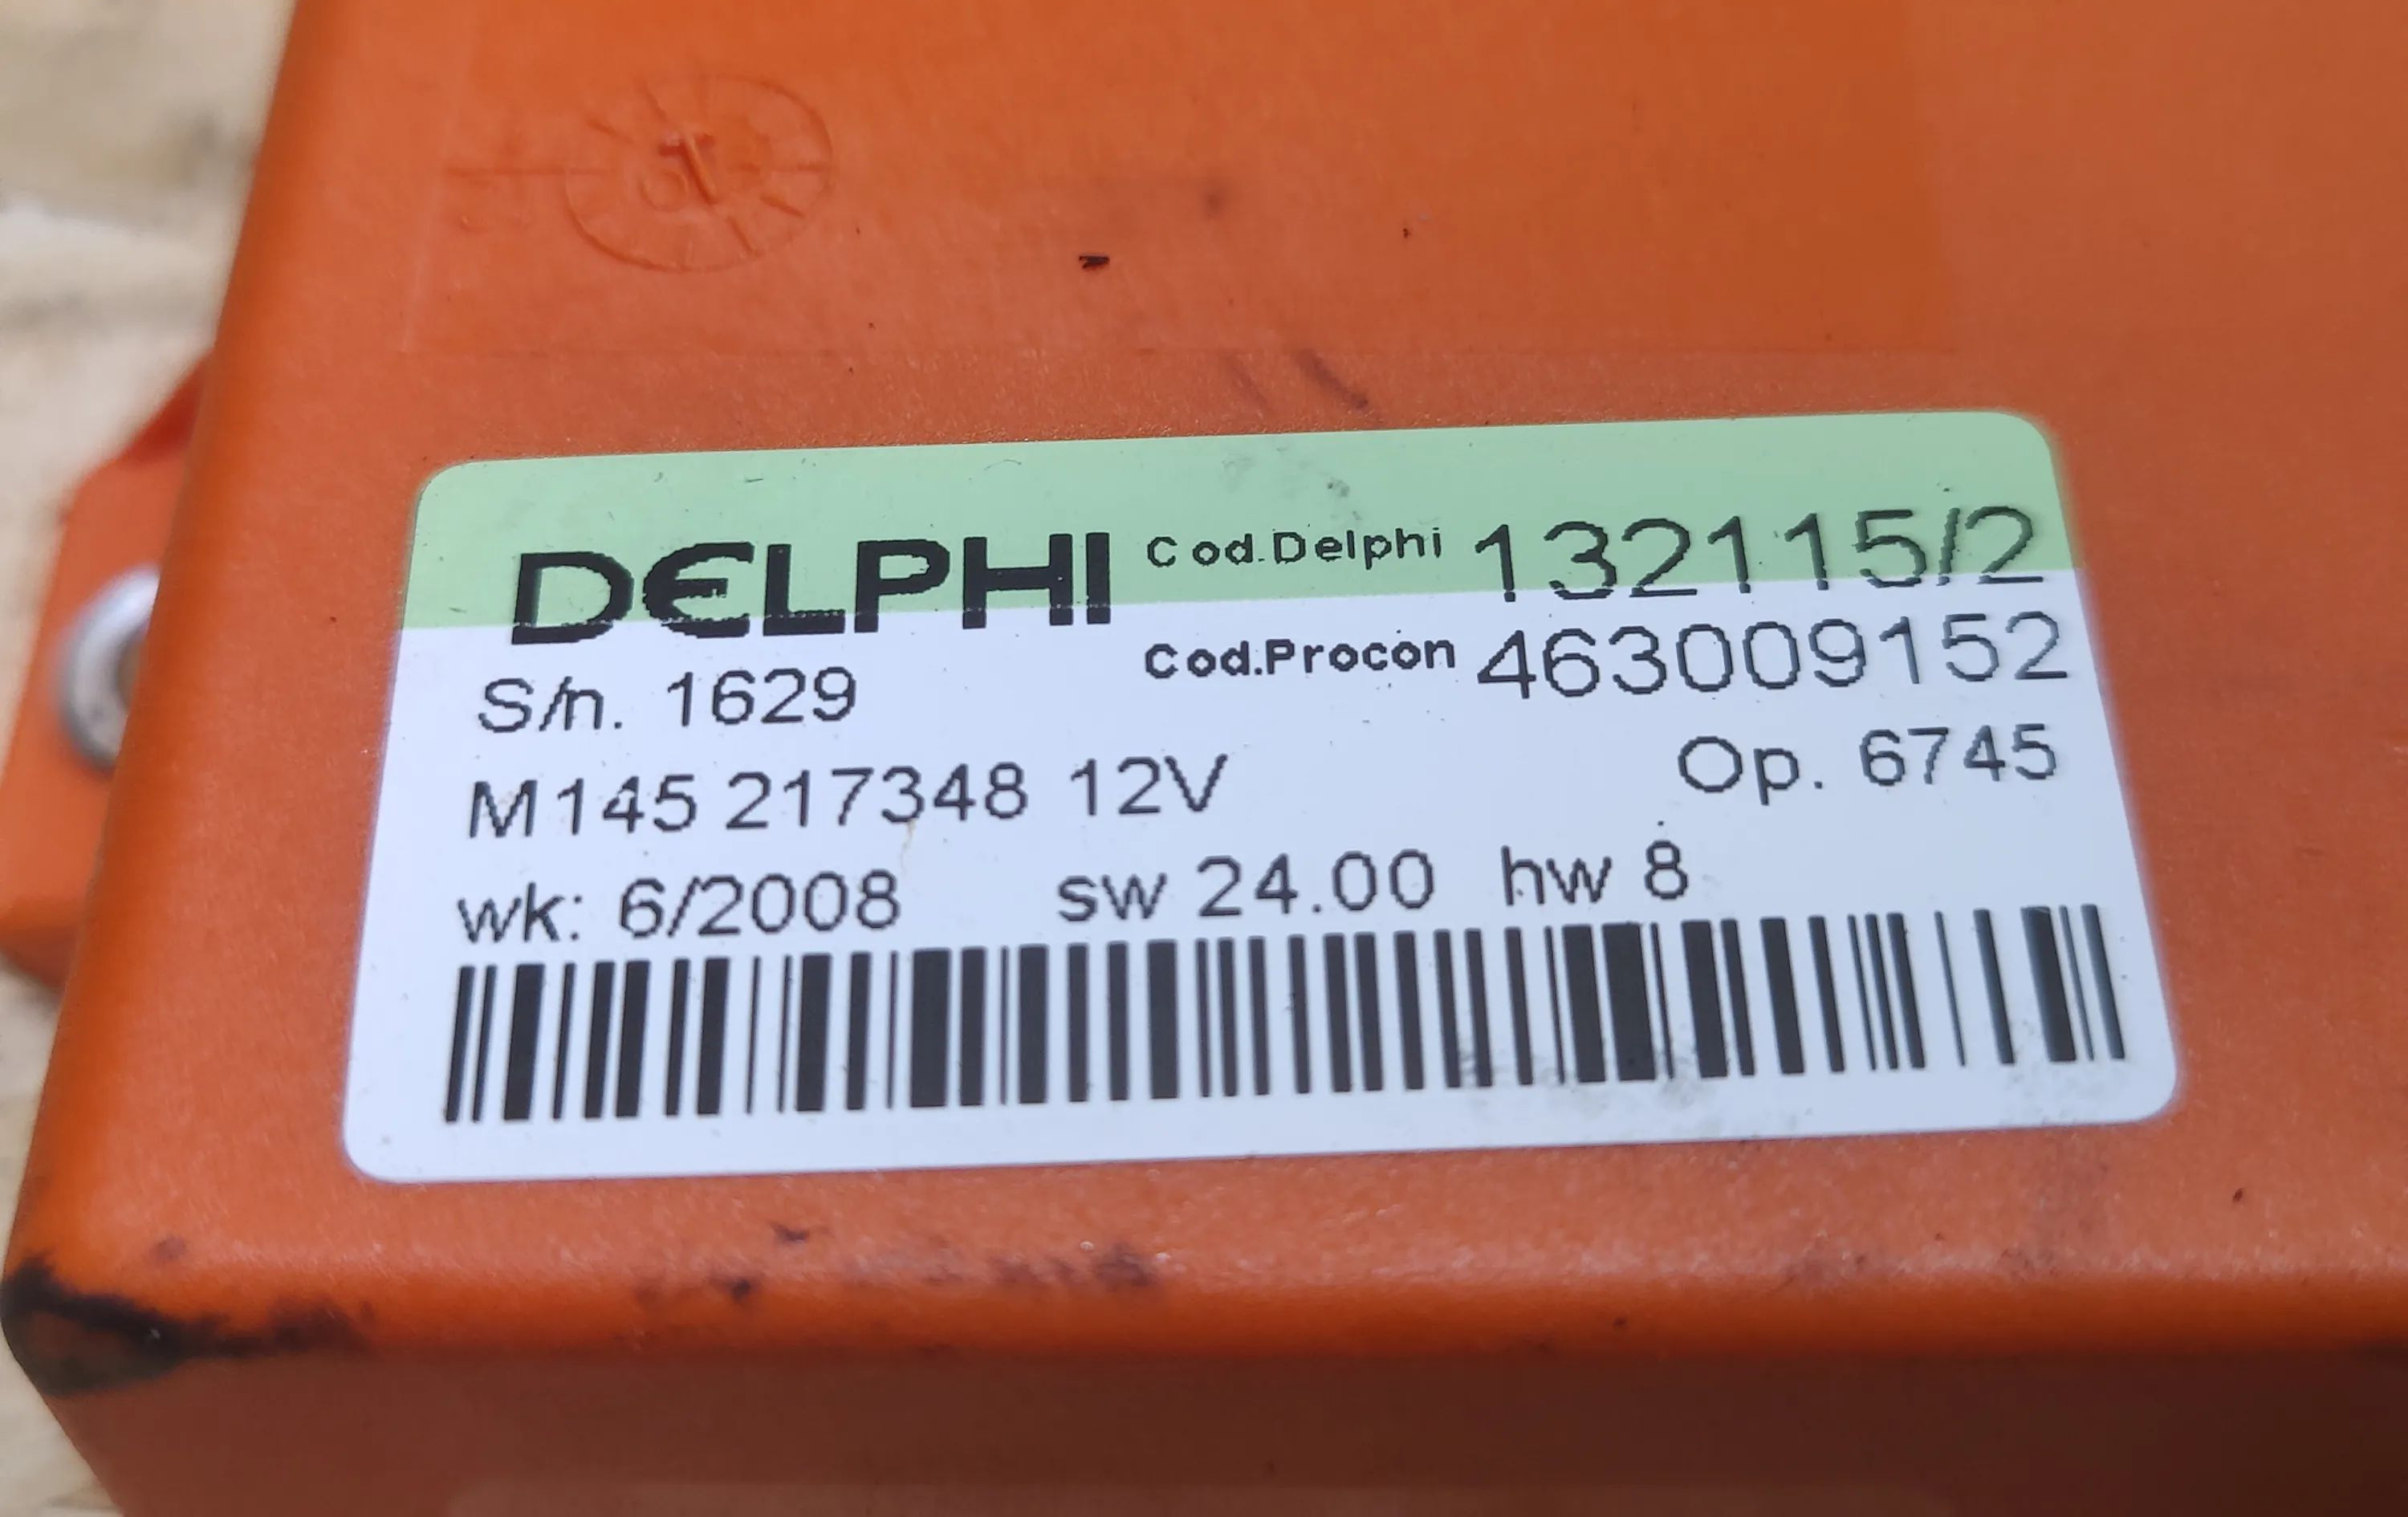 DELPHI Cod.Delphi 132115/2
Cod.Procon 463009152
S/n. 1629
Op. 6745
M145 217348 12V
wk: 6/2008 sw 24.00 hw 8